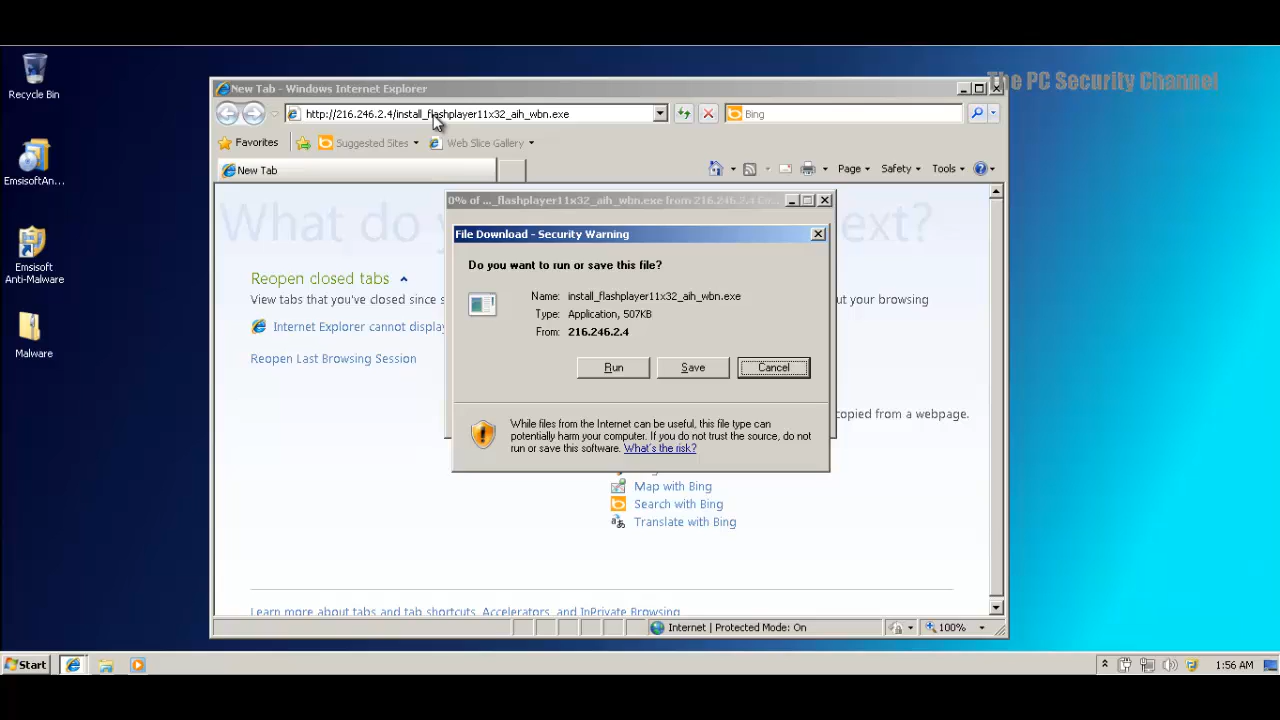 The PC Security Channel
Recycle Bin
EmsisoftAn...
Emsisoft
Anti-Malware
Malware
New Tab - Windows Internet Explorer
http://216.246.2.4/install_flashplayer11x32_aih_wbn.exe
Bing
Favorites
Suggested Sites
Web Slice Gallery
New Tab
Page
Safety
Tools
What do y
ext?
0% of ..._flashplayer11x32_aih_wbn.exe from 216.246.2.4 Co...
File Download - Security Warning
Do you want to run or save this file?
Name: install_flashplayer11x32_aih_wbn.exe
Type: Application, 507KB
From: 216.246.2.4
Run
Save
Cancel
While files from the Internet can be useful, this file type can
potentially harm your computer. If you do not trust the source, do not
run or save this software. What's the risk?
Reopen closed tabs
View tabs that you've closed since s
out your browsing
Internet Explorer cannot display
Reopen Last Browsing Session
copied from a webpage.
Map with Bing
Search with Bing
Translate with Bing
Learn more about tabs and tab shortcuts, Accelerators, and InPrivate Browsing
Internet | Protected Mode: On
100%
Start
1:56 AM